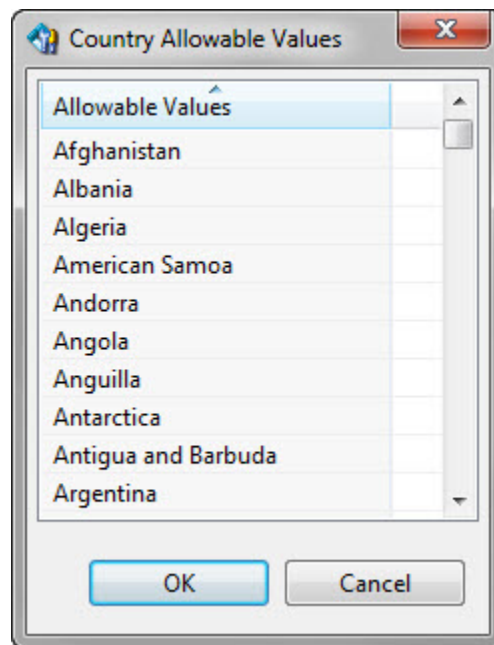 Country Allowable Values
Allowable Values
Afghanistan
Albania
Algeria
American Samoa
Andorra
Angola
Anguilla
Antarctica
Antigua and Barbuda
Argentina
OK
Cancel